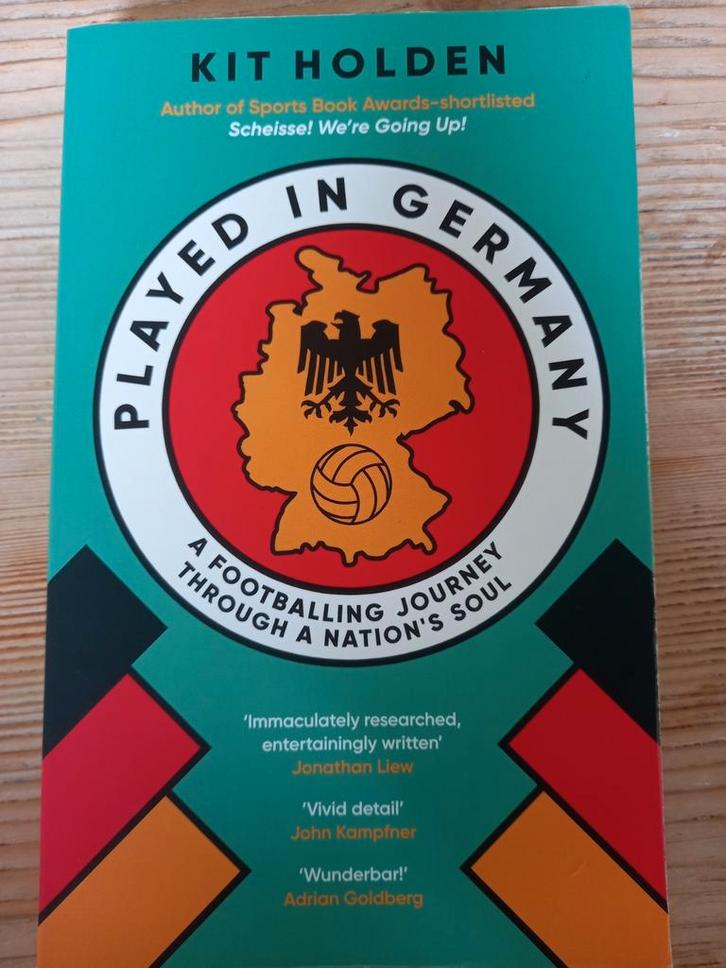 KIT HOLDEN
Author of Sports Book Awards-shortlisted
Scheisse! We're Going Up!
PLAYED IN GERMANY
A FOOTBALLING JOURNEY
THROUGH A NATION'S SOUL
'Immaculately researched,
entertainingly written'
Jonathan Liew
'Vivid detail'
John Kampfner
'Wunderbar!'
Adrian Goldberg